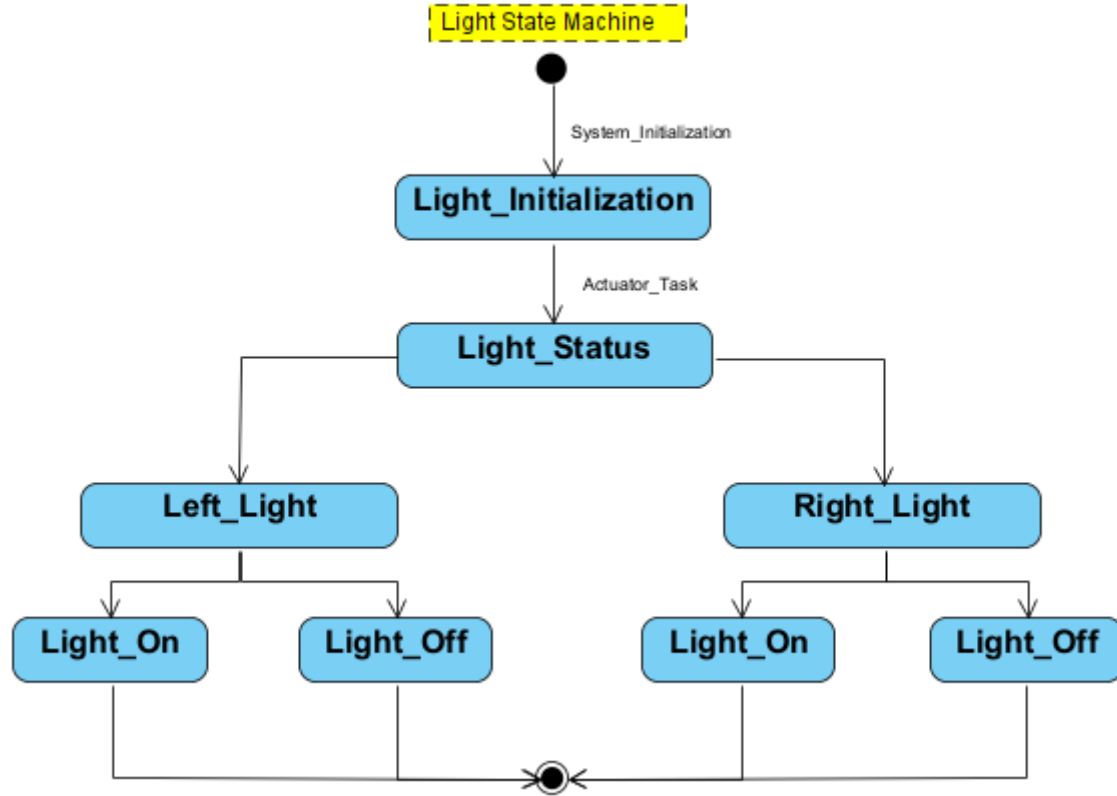 Light State Machine
System_Initialization
Light_Initialization
Actuator_Task
Light_Status
Left_Light
Right_Light
Light_On
Light_Off
Light_On
Light_Off